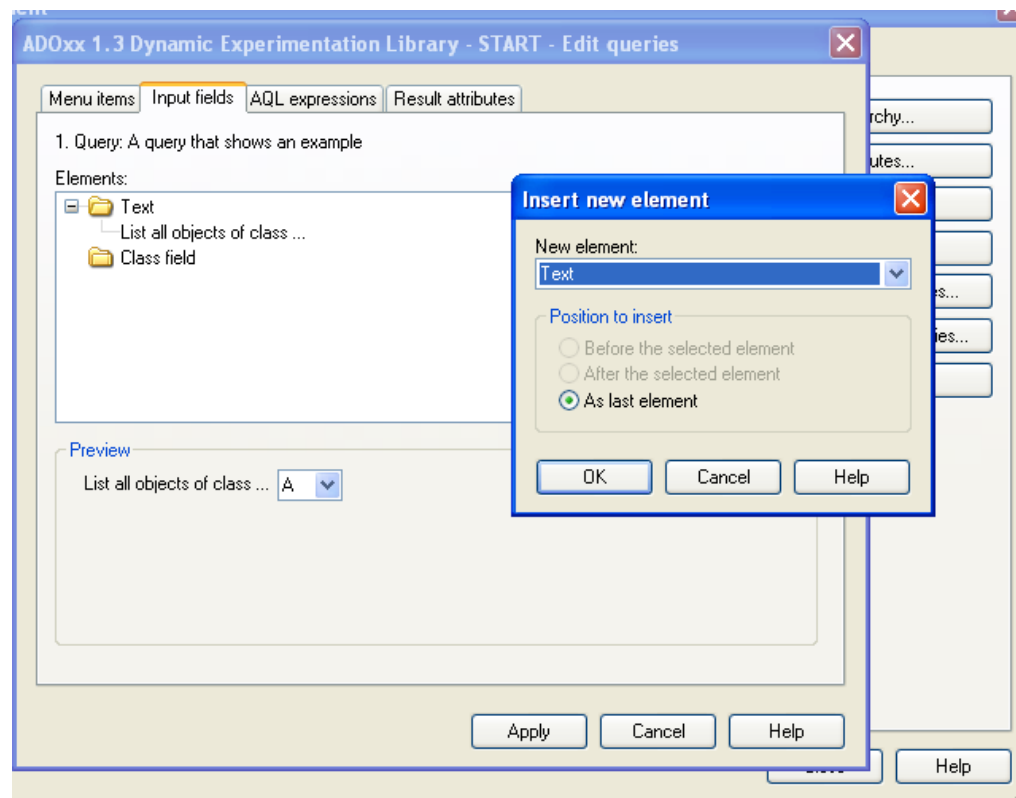 ADOxx 1.3 Dynamic Experimentation Library - START - Edit queries
Menu items
Input fields
AQL expressions
Result attributes
1. Query: A query that shows an example
Elements:
Text
List all objects of class ...
Class field
Insert new element
New element:
Text
Position to insert
Before the selected element
After the selected element
As last element
OK
Cancel
Help
Preview
List all objects of class ...
A
Apply
Cancel
Help
Help